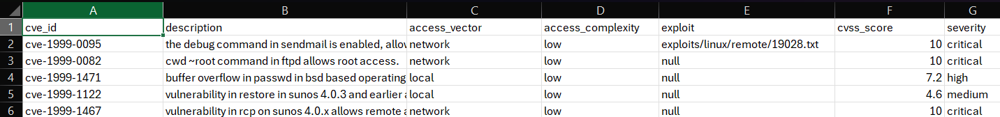 A B C D E F G
1 cve_id description access_vector access_complexity exploit cvss_score severity
2 cve-1999-0095 the debug command in sendmail is enabled, allow network low exploits/linux/remote/19028.txt 10 critical
3 cve-1999-0082 cwd ~root command in ftpd allows root access. network low null 10 critical
4 cve-1999-1471 buffer overflow in passwd in bsd based operating local low null 7.2 high
5 cve-1999-1122 vulnerability in restore in sunos 4.0.3 and earlier a local low null 4.6 medium
6 cve-1999-1467 vulnerability in rcp on sunos 4.0.x allows remote a network low null 10 critical